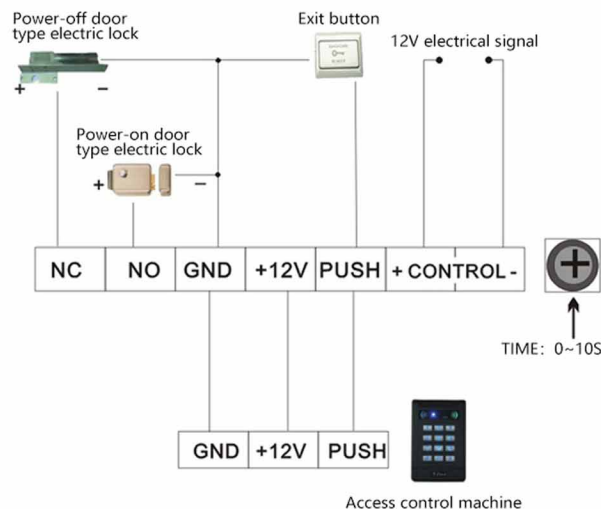 Power-off door
type electric lock
Exit button
12V electrical signal
+ −
Power-on door
type electric lock
+ −
NC NO GND +12V PUSH + CONTROL -
TIME: 0~10S
GND +12V PUSH
Access control machine